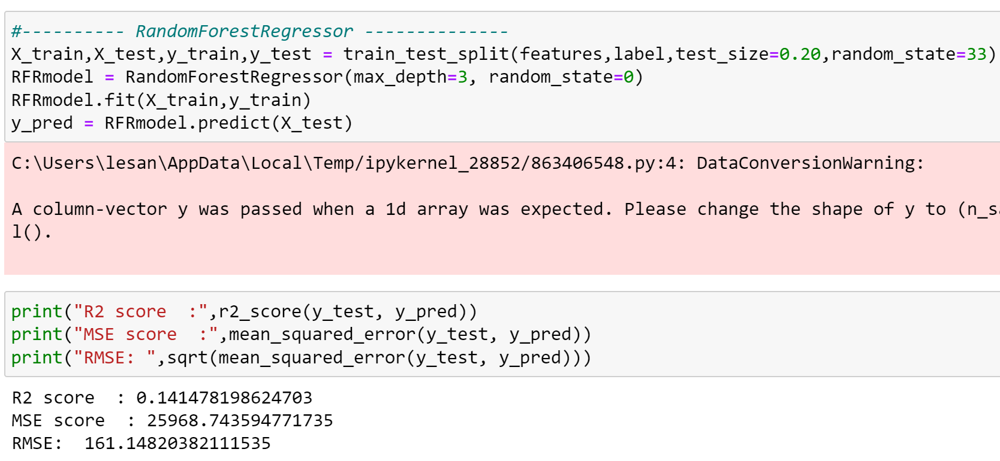 #---------- RandomForestRegressor --------------
X_train,X_test,y_train,y_test = train_test_split(features,label,test_size=0.20,random_state=33)
RFRmodel = RandomForestRegressor(max_depth=3, random_state=0)
RFRmodel.fit(X_train,y_train)
y_pred = RFRmodel.predict(X_test)
C:\Users\lesan\AppData\Local\Temp/ipykernel_28852/863406548.py:4: DataConversionWarning:
A column-vector y was passed when a 1d array was expected. Please change the shape of y to
l().
print("R2 score  :",r2_score(y_test, y_pred))
print("MSE score  :",mean_squared_error(y_test, y_pred))
print("RMSE: ",sqrt(mean_squared_error(y_test, y_pred)))
R2 score  : 0.141478198624703
MSE score  : 25968.743594771735
RMSE:  161.14820382111535